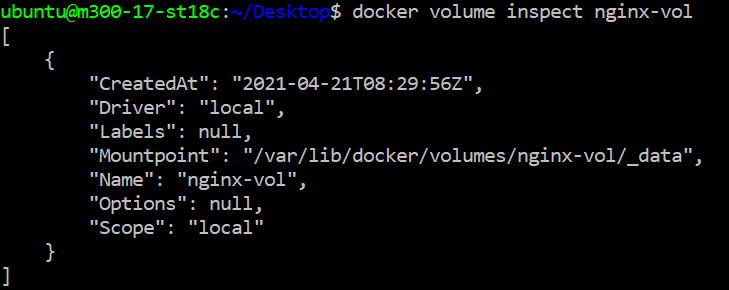 ubuntu@m300-17-st18c:~/Desktop$ docker volume inspect nginx-vol
[
    {
        "CreatedAt": "2021-04-21T08:29:56Z",
        "Driver": "local",
        "Labels": null,
        "Mountpoint": "/var/lib/docker/volumes/nginx-vol/_data",
        "Name": "nginx-vol",
        "Options": null,
        "Scope": "local"
    }
]